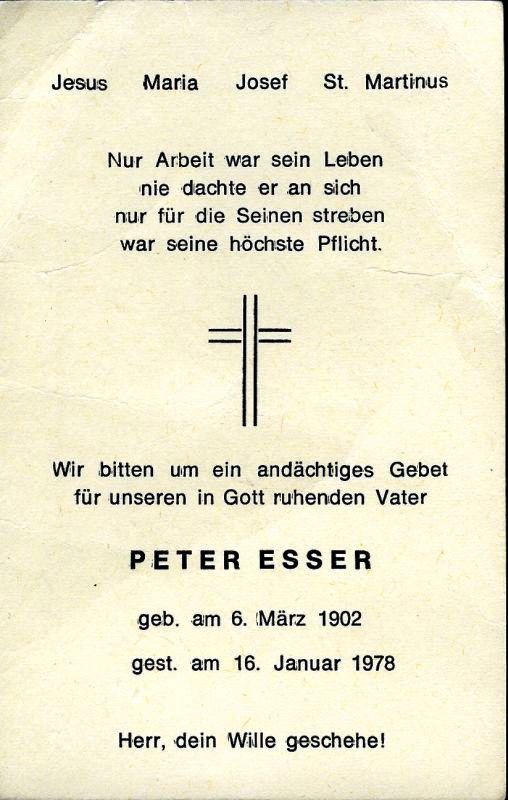 Jesus Maria Josef St. Martinus
Nur Arbeit war sein Leben
nie dachte er an sich
nur für die Seinen streben
war seine höchste Pflicht.
Wir bitten um ein andächtiges Gebet
für unseren in Gott ruhenden Vater
PETER ESSER
geb. am 6. März 1902
gest. am 16. Januar 1978
Herr, dein Wille geschehe!